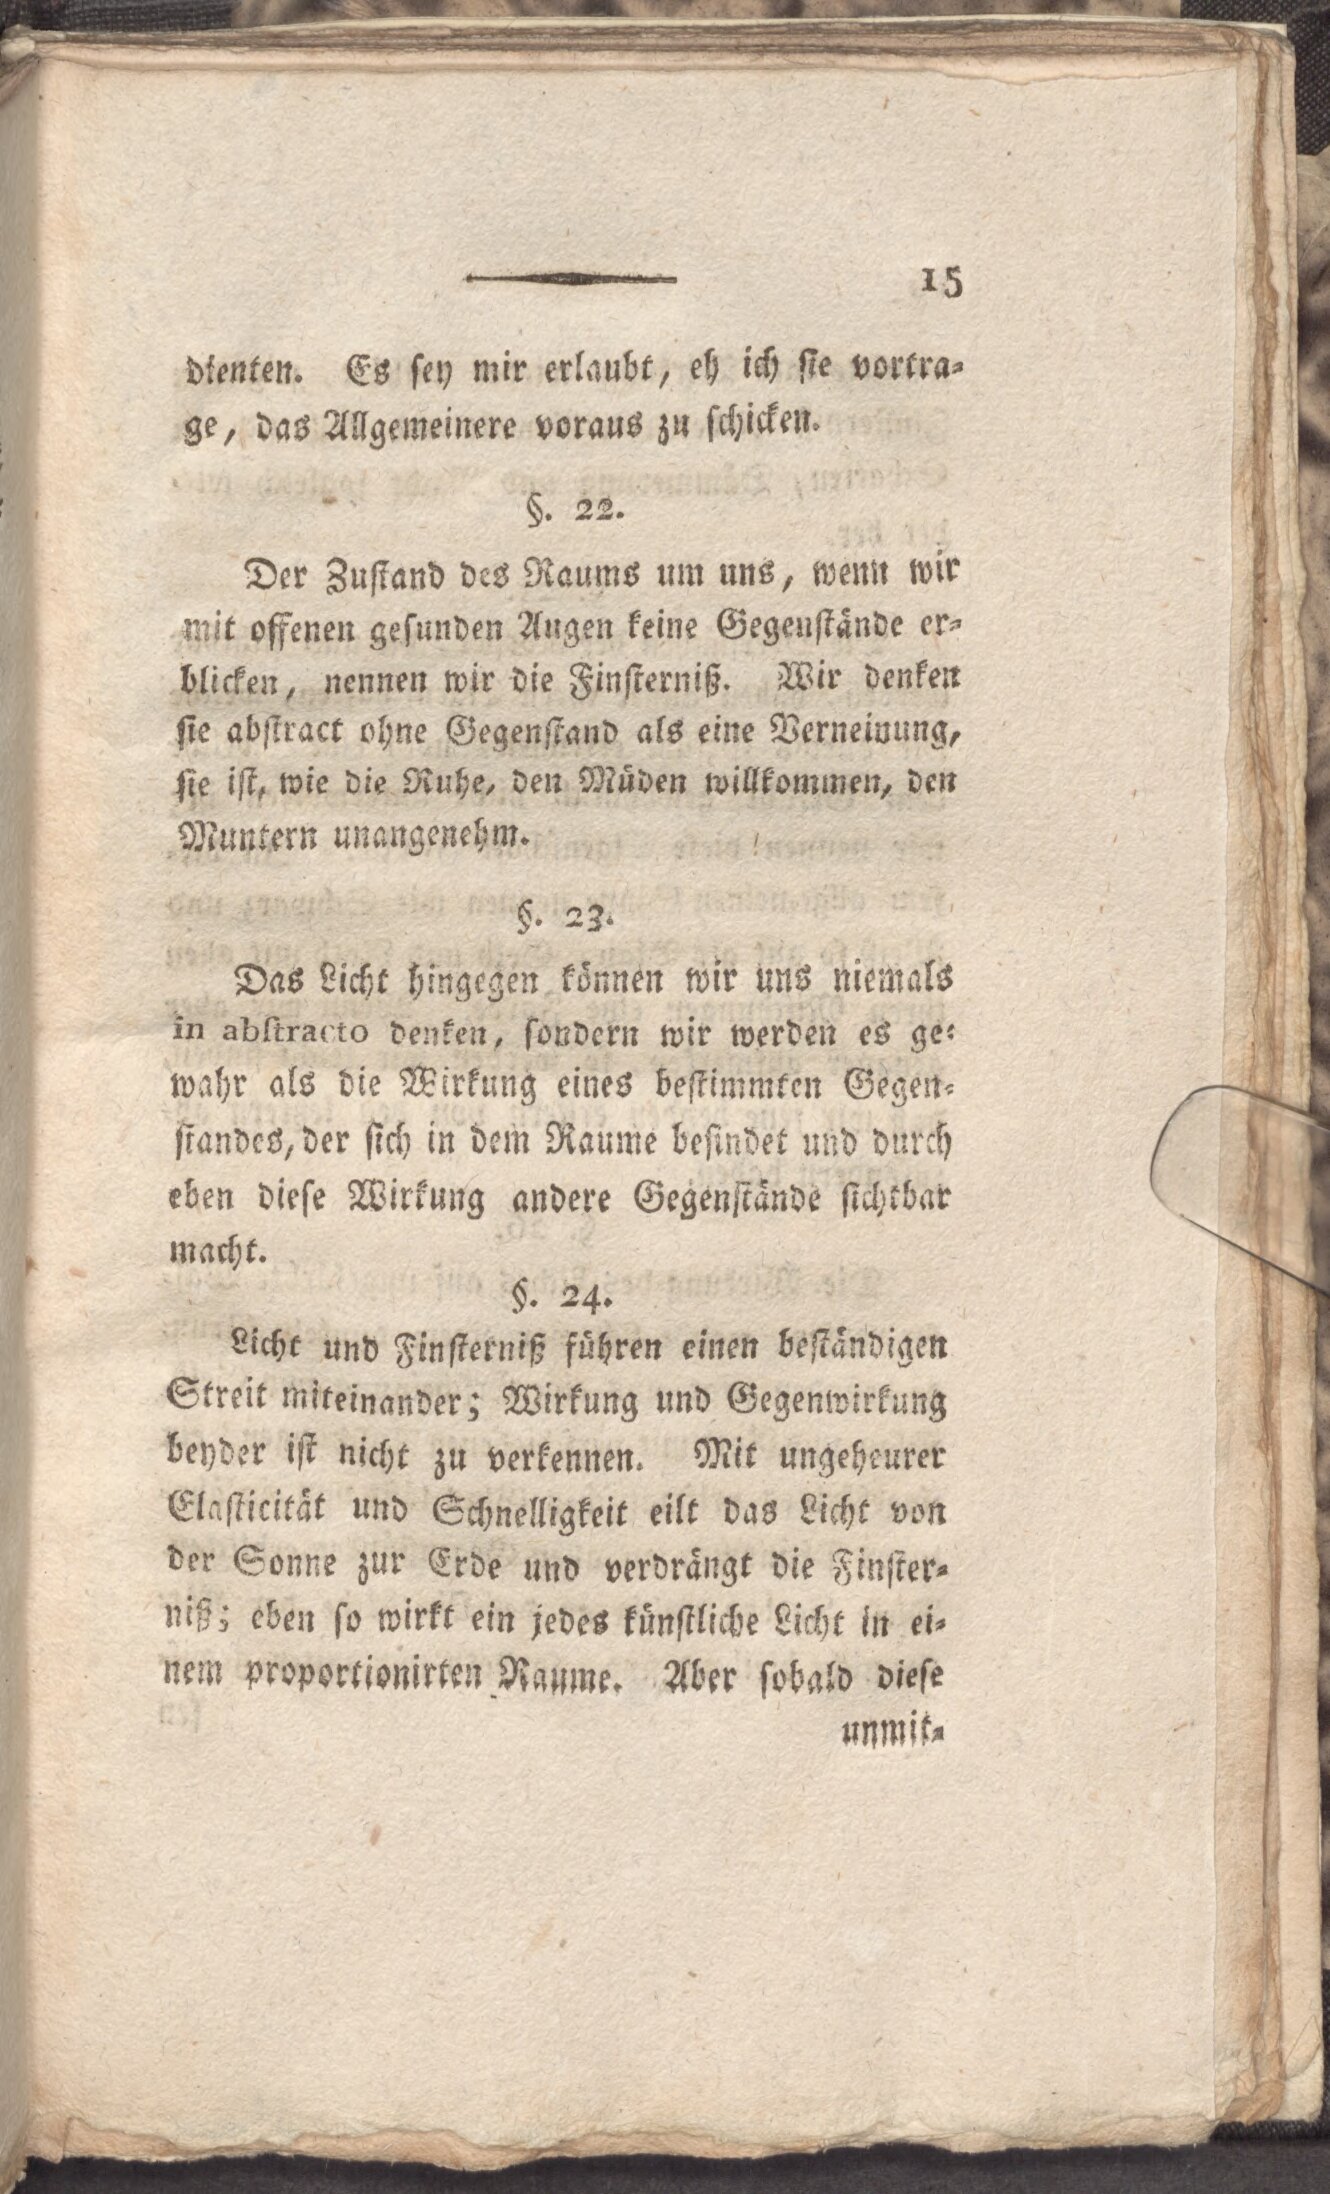 15
dienten. Es sey mir erlaubt, eh ich sie vortra-
ge, das Allgemeinere voraus zu schicken.
§. 22.
Der Zustand des Raums um uns, wenn wir
mit offenen gesunden Augen keine Gegenstände er-
blicken, nennen wir die Finsterniß. Wir denken
sie abstract ohne Gegenstand als eine Verneinung,
sie ist, wie die Ruhe, den Müden willkommen, den
Muntern unangenehm.
§. 23.
Das Licht hingegen können wir uns niemals
in abstracto denken, sondern wir werden es ge-
wahr als die Wirkung eines bestimmten Gegen-
standes, der sich in dem Raume befindet und durch
eben diese Wirkung andere Gegenstände sichtbar
macht.
§. 24.
Licht und Finsterniß führen einen beständigen
Streit miteinander; Wirkung und Gegenwirkung
beyder ist nicht zu verkennen. Mit ungeheurer
Elasticität und Schnelligkeit eilt das Licht von
der Sonne zur Erde und verdrängt die Finster-
niß; eben so wirkt ein jedes künstliche Licht in ei-
nem proportionirten Raume. Aber sobald diese
unmit-